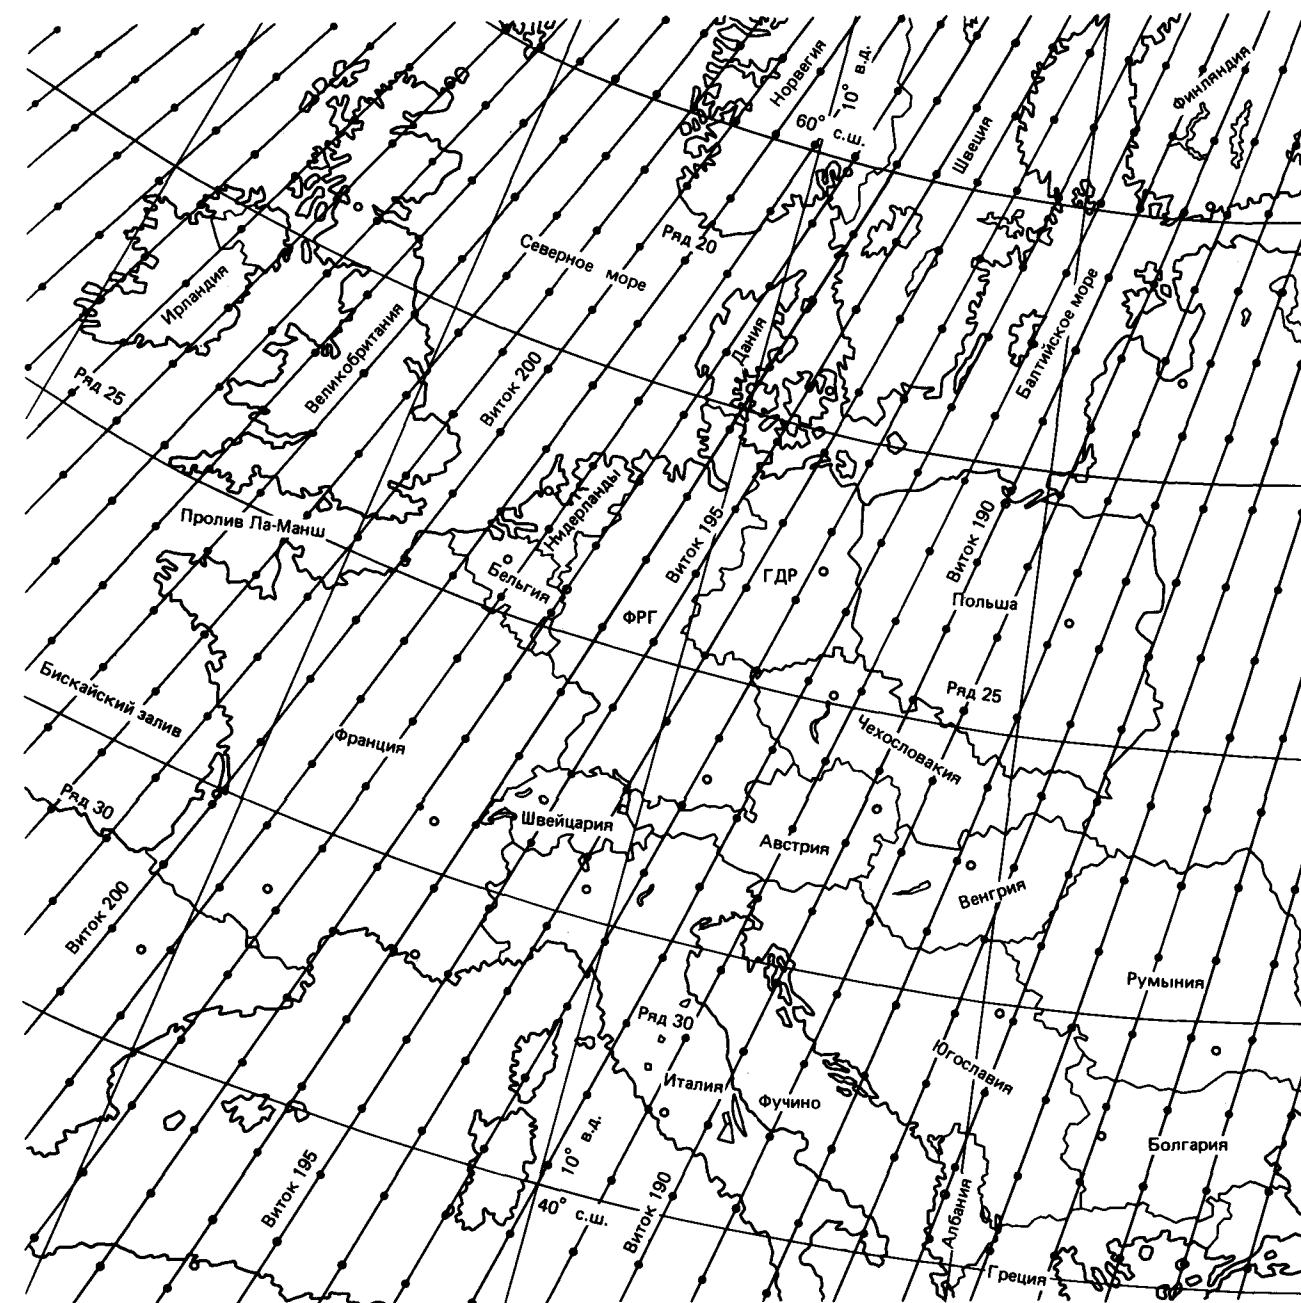 Норвегия
10° в.д.
Финляндия
60° с.ш.
Швеция
Ряд 20
Северное море
Ирландия
Великобритания
Балтийское море
Дания
Виток 200
Ряд 25
Нидерланды
Пролив Ла-Манш
Виток 195
Виток 190
Бельгия
ГДР
Польша
ФРГ
Бискайский залив
Ряд 25
Франция
Чехословакия
Ряд 30
Швейцария
Австрия
Венгрия
Виток 200
Румыния
Ряд 30
Югославия
Италия
Фучино
Болгария
10° в.д.
Виток 195
Виток 190
40° с.ш.
Албания
Греция